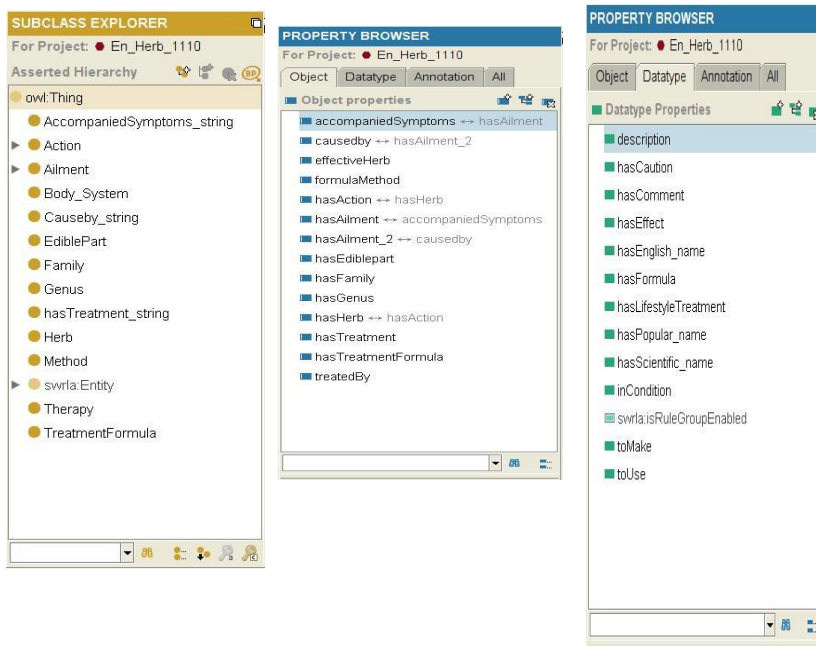 SUBCLASS EXPLORER
For Project: En_Herb_1110
Asserted Hierarchy
owl:Thing
AccompaniedSymptoms_string
Action
Ailment
Body_System
Causeby_string
EdiblePart
Family
Genus
hasTreatment_string
Herb
Method
swrla:Entity
Therapy
TreatmentFormula
PROPERTY BROWSER
For Project: En_Herb_1110
Object Datatype Annotation All
Object properties
accompaniedSymptoms ↔ hasAilment
causedby ↔ hasAilment_2
effectiveHerb
formulaMethod
hasAction ↔ hasHerb
hasAilment ↔ accompaniedSymptoms
hasAilment_2 ↔ causedby
hasEdiblepart
hasFamily
hasGenus
hasHerb ↔ hasAction
hasTreatment
hasTreatmentFormula
treatedBy
PROPERTY BROWSER
For Project: En_Herb_1110
Object Datatype Annotation All
Datatype Properties
description
hasCaution
hasComment
hasEffect
hasEnglish_name
hasFormula
hasLifestyleTreatment
hasPopular_name
hasScientific_name
inCondition
swrla:isRuleGroupEnabled
toMake
toUse